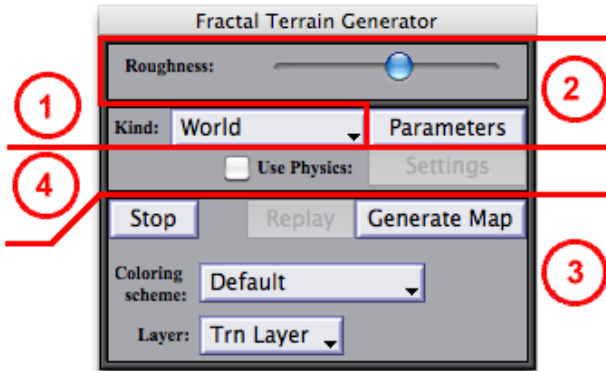 Fractal Terrain Generator
Roughness:
1
2
Kind: World Parameters
4
Use Physics: Settings
Stop Replay Generate Map
3
Coloring
scheme: Default
Layer: Trn Layer